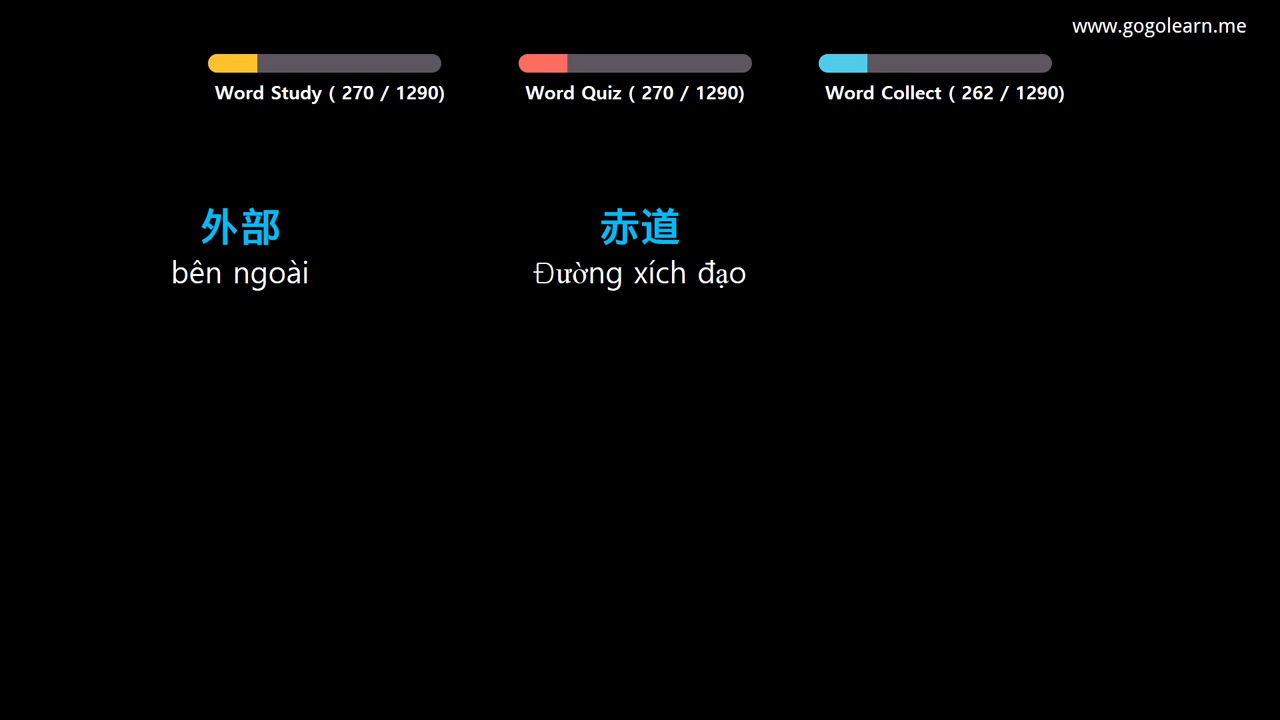 www.gogolearn.me
Word Study ( 270 / 1290)
Word Quiz ( 270 / 1290)
Word Collect ( 262 / 1290)
外部
bên ngoài
赤道
Đường xích đạo